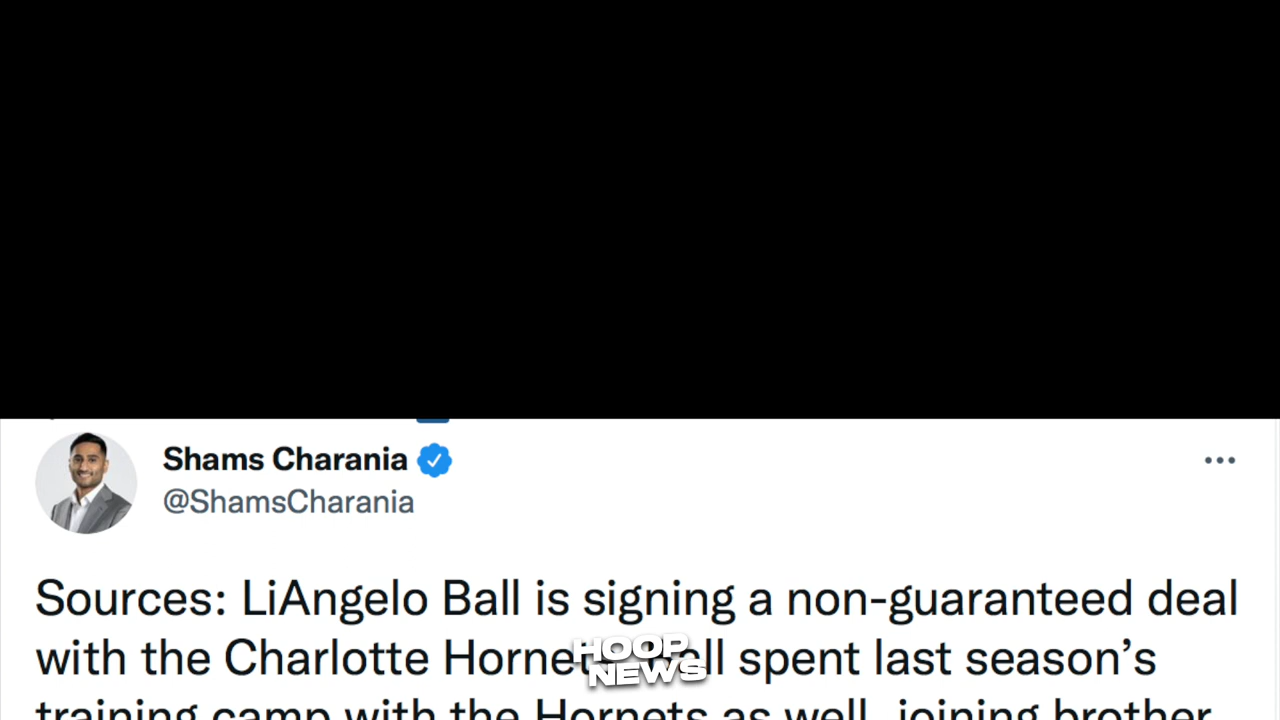 Shams Charania
@ShamsCharania
Sources: LiAngelo Ball is signing a non-guaranteed deal
with the Charlotte Hornets Ball spent last season's
training camp with the Hornets as well, joining brother
HOOP
NEWS